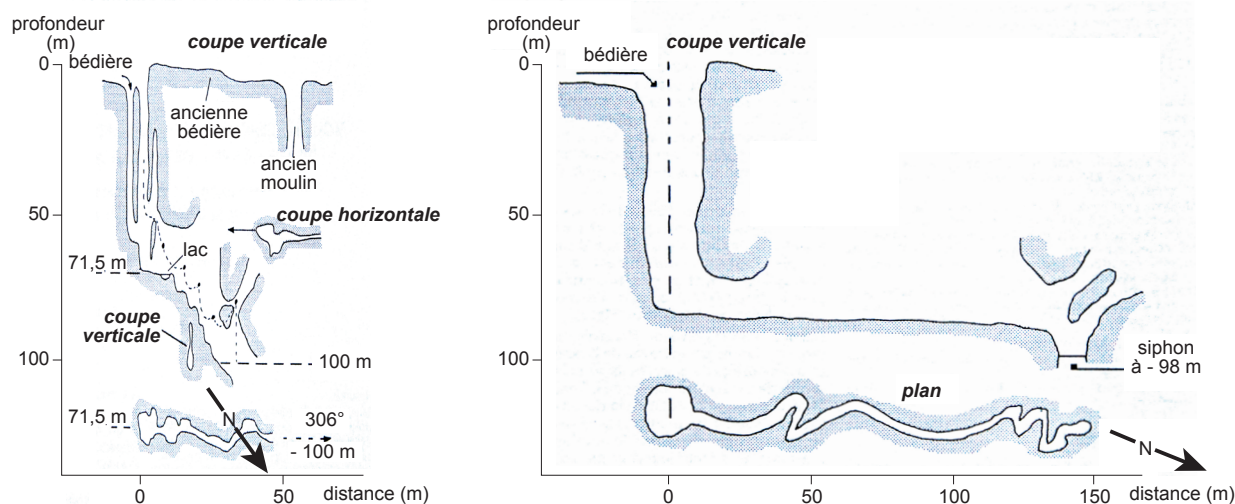 profondeur
(m)
coupe verticale
bédière
0
ancienne
bédière
ancien
moulin
50
coupe horizontale
lac
71,5 m
coupe
verticale
100
100 m
71,5 m
N
306°
- 100 m
0
50
distance (m)
profondeur
(m)
bédière
coupe verticale
0
50
100
siphon
à - 98 m
plan
N
0
50
100
150
distance (m)